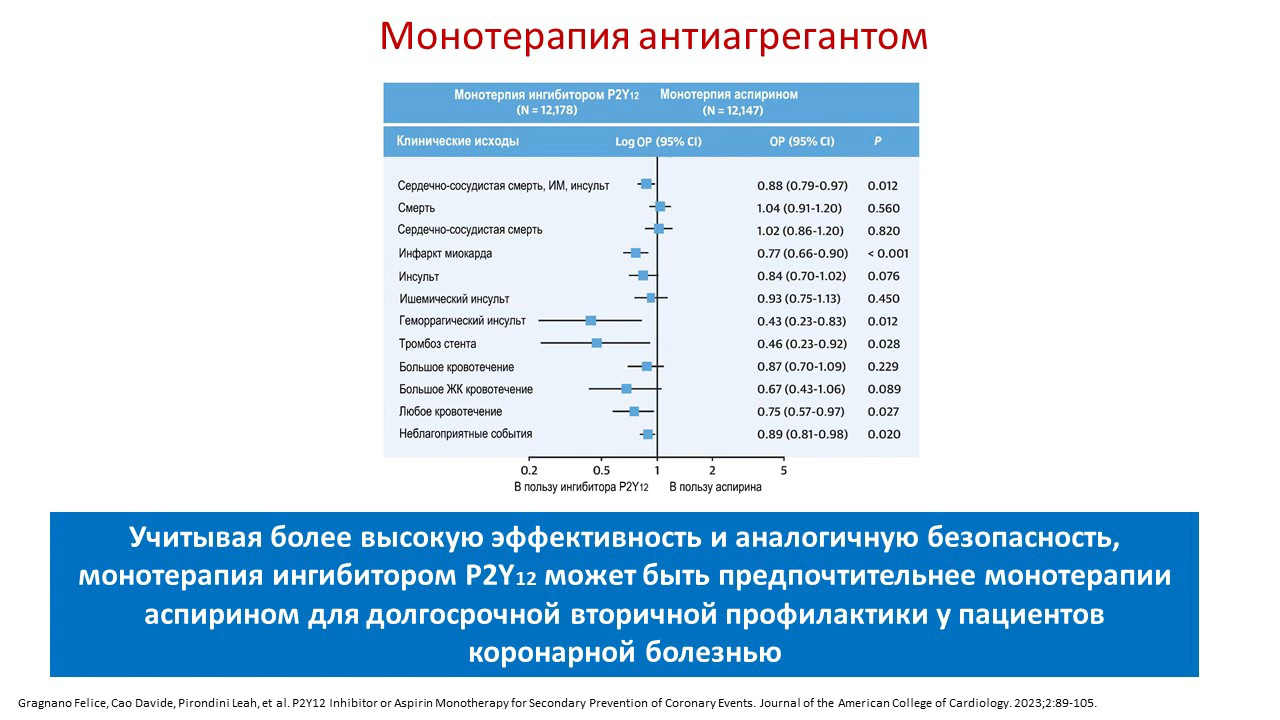 Монотерапия антиагрегантом
Монотерпия ингибитором P2Y12 Монотерпия аспирином
(N = 12,178) (N = 12,147)
Клинические исходы Log ОР (95% CI) ОР (95% CI) P
Сердечно-сосудистая смерть, ИМ, инсульт 0.88 (0.79-0.97) 0.012
Смерть 1.04 (0.91-1.20) 0.560
Сердечно-сосудистая смерть 1.02 (0.86-1.20) 0.820
Инфаркт миокарда 0.77 (0.66-0.90) < 0.001
Инсульт 0.84 (0.70-1.02) 0.076
Ишемический инсульт 0.93 (0.75-1.13) 0.450
Геморрагический инсульт 0.43 (0.23-0.83) 0.012
Тромбоз стента 0.46 (0.23-0.92) 0.028
Большое кровотечение 0.87 (0.70-1.09) 0.229
Большое ЖК кровотечение 0.67 (0.43-1.06) 0.089
Любое кровотечение 0.75 (0.57-0.97) 0.027
Неблагоприятные события 0.89 (0.81-0.98) 0.020
0.2 0.5 1 2 5
В пользу ингибитора P2Y12 В пользу аспирина
Учитывая более высокую эффективность и аналогичную безопасность,
монотерапия ингибитором P2Y12 может быть предпочтительнее монотерапии
аспирином для долгосрочной вторичной профилактики у пациентов
коронарной болезнью
Gragnano Felice, Cao Davide, Pirondini Leah, et al. P2Y12 Inhibitor or Aspirin Monotherapy for Secondary Prevention of Coronary Events. Journal of the American College of Cardiology. 2023;2:89-105.